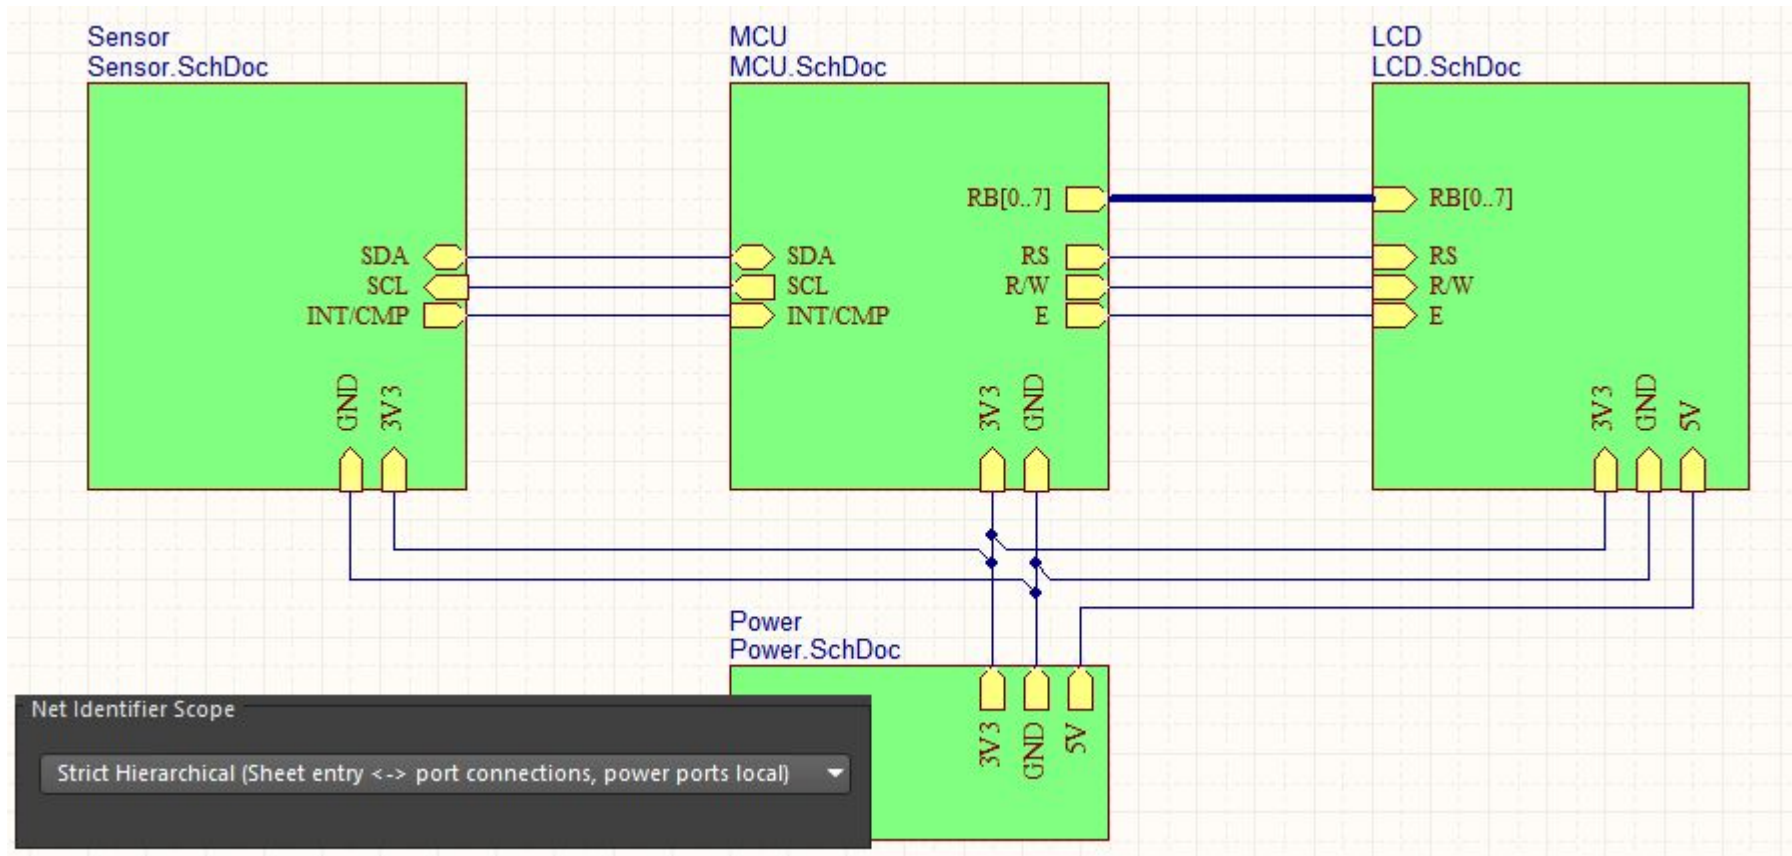 Sensor
Sensor.SchDoc
MCU
MCU.SchDoc
LCD
LCD.SchDoc
RB[0..7]
RB[0..7]
SDA
SDA
RS
RS
SCL
SCL
R/W
R/W
INT/CMP
INT/CMP
E
E
GND
3V3
3V3
GND
3V3
GND
5V
Power
Power.SchDoc
3V3
GND
5V
Net Identifier Scope
Strict Hierarchical (Sheet entry <-> port connections, power ports local)